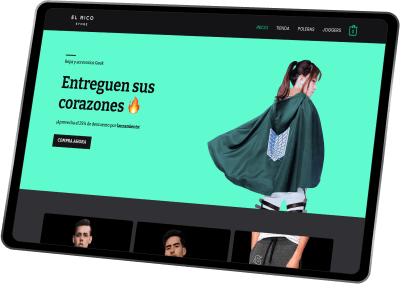 EL NICO
STORE
INICIO TIENDA POLERAS JOGGERS
0
Ropa y accesorios Geek
Entreguen sus
corazones 🔥
¡Aprovecha el 25% de descuento por lanzamiento!
COMPRA AHORA